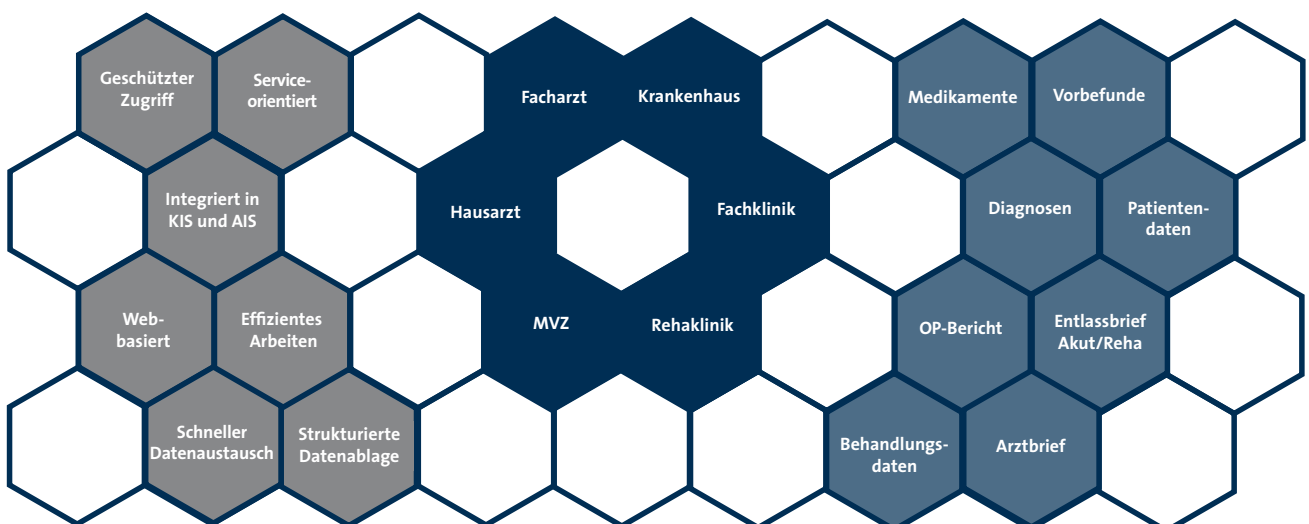 Geschützter
Zugriff
Service-
orientiert
Facharzt
Krankenhaus
Medikamente
Vorbefunde
Integriert in
KIS und AIS
Hausarzt
Fachklinik
Diagnosen
Patienten-
daten
Web-
basiert
Effizientes
Arbeiten
MVZ
Rehaklinik
OP-Bericht
Entlassbrief
Akut/Reha
Schneller
Datenaustausch
Strukturierte
Datenablage
Behandlungs-
daten
Arztbrief